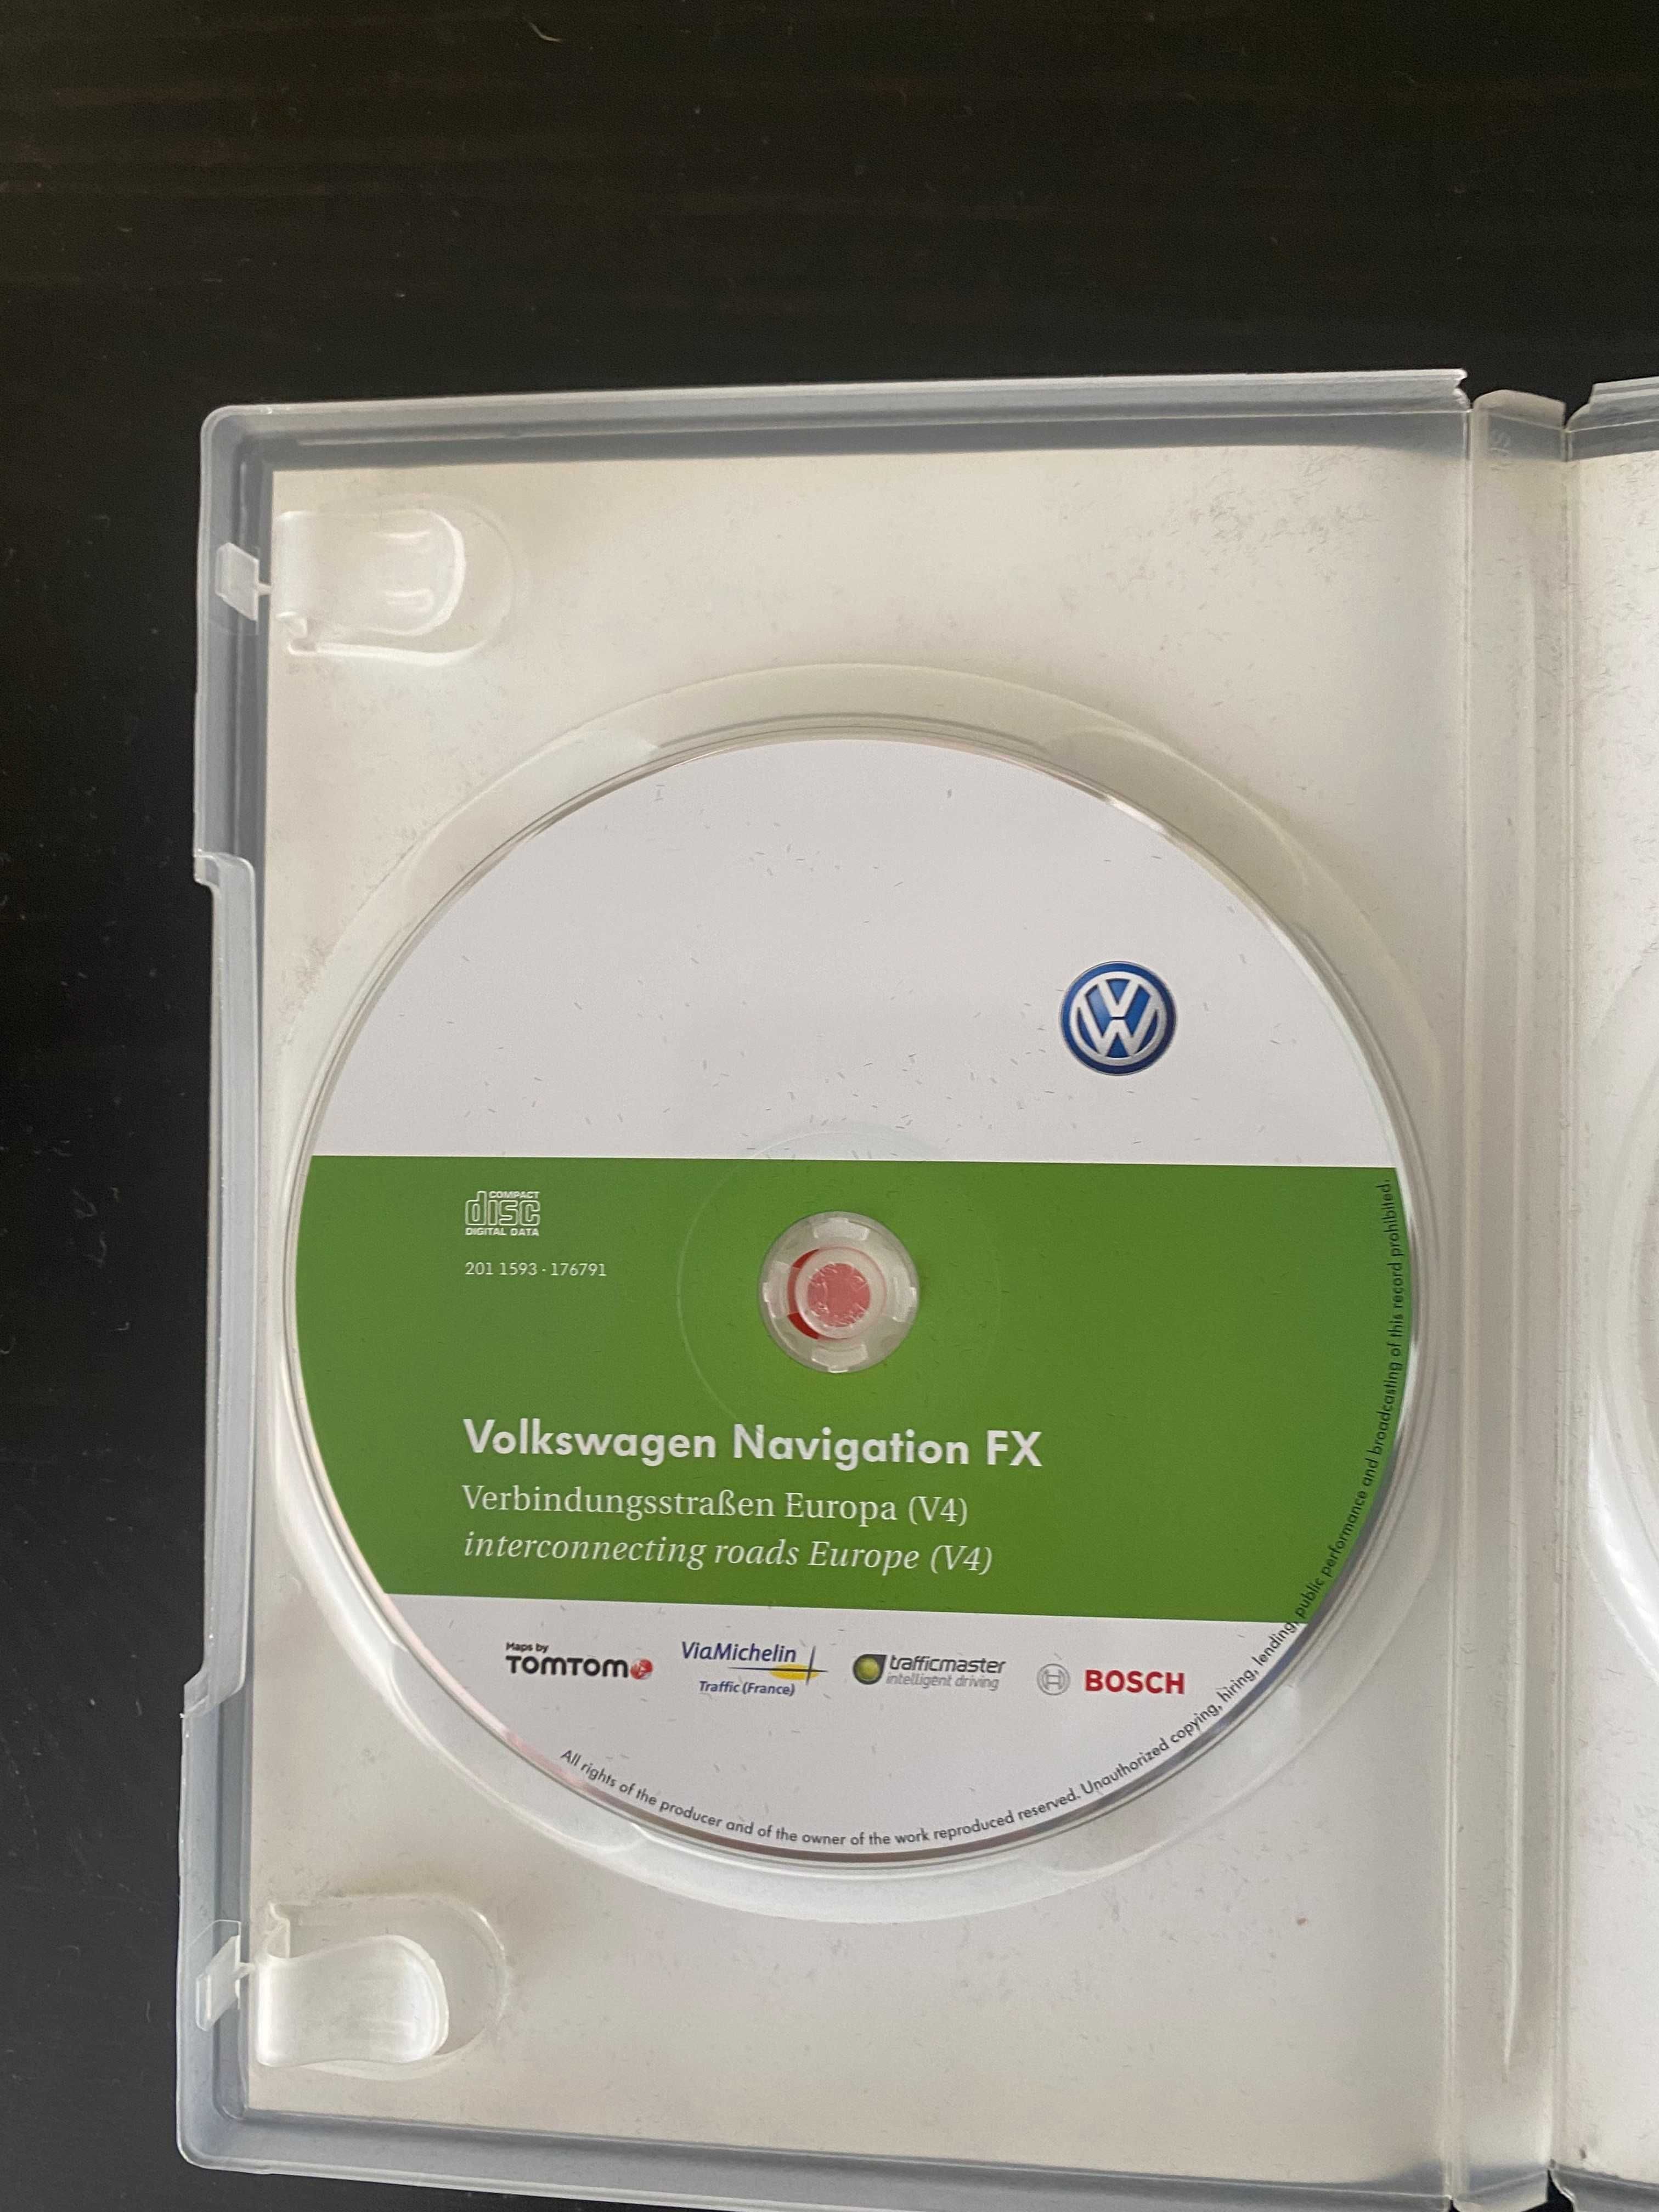 VW
COMPACT
disc
DIGITAL DATA
201 1593 · 176791
Volkswagen Navigation FX
Verbindungsstraßen Europa (V4)
interconnecting roads Europe (V4)
Maps by
TOMTOM
ViaMichelin
Traffic (France)
trafficmaster
intelligent driving
BOSCH
All rights of the producer and of the owner of the work reproduced reserved. Unauthorized copying, hiring, lending, public performance and broadcasting of this record prohibited.